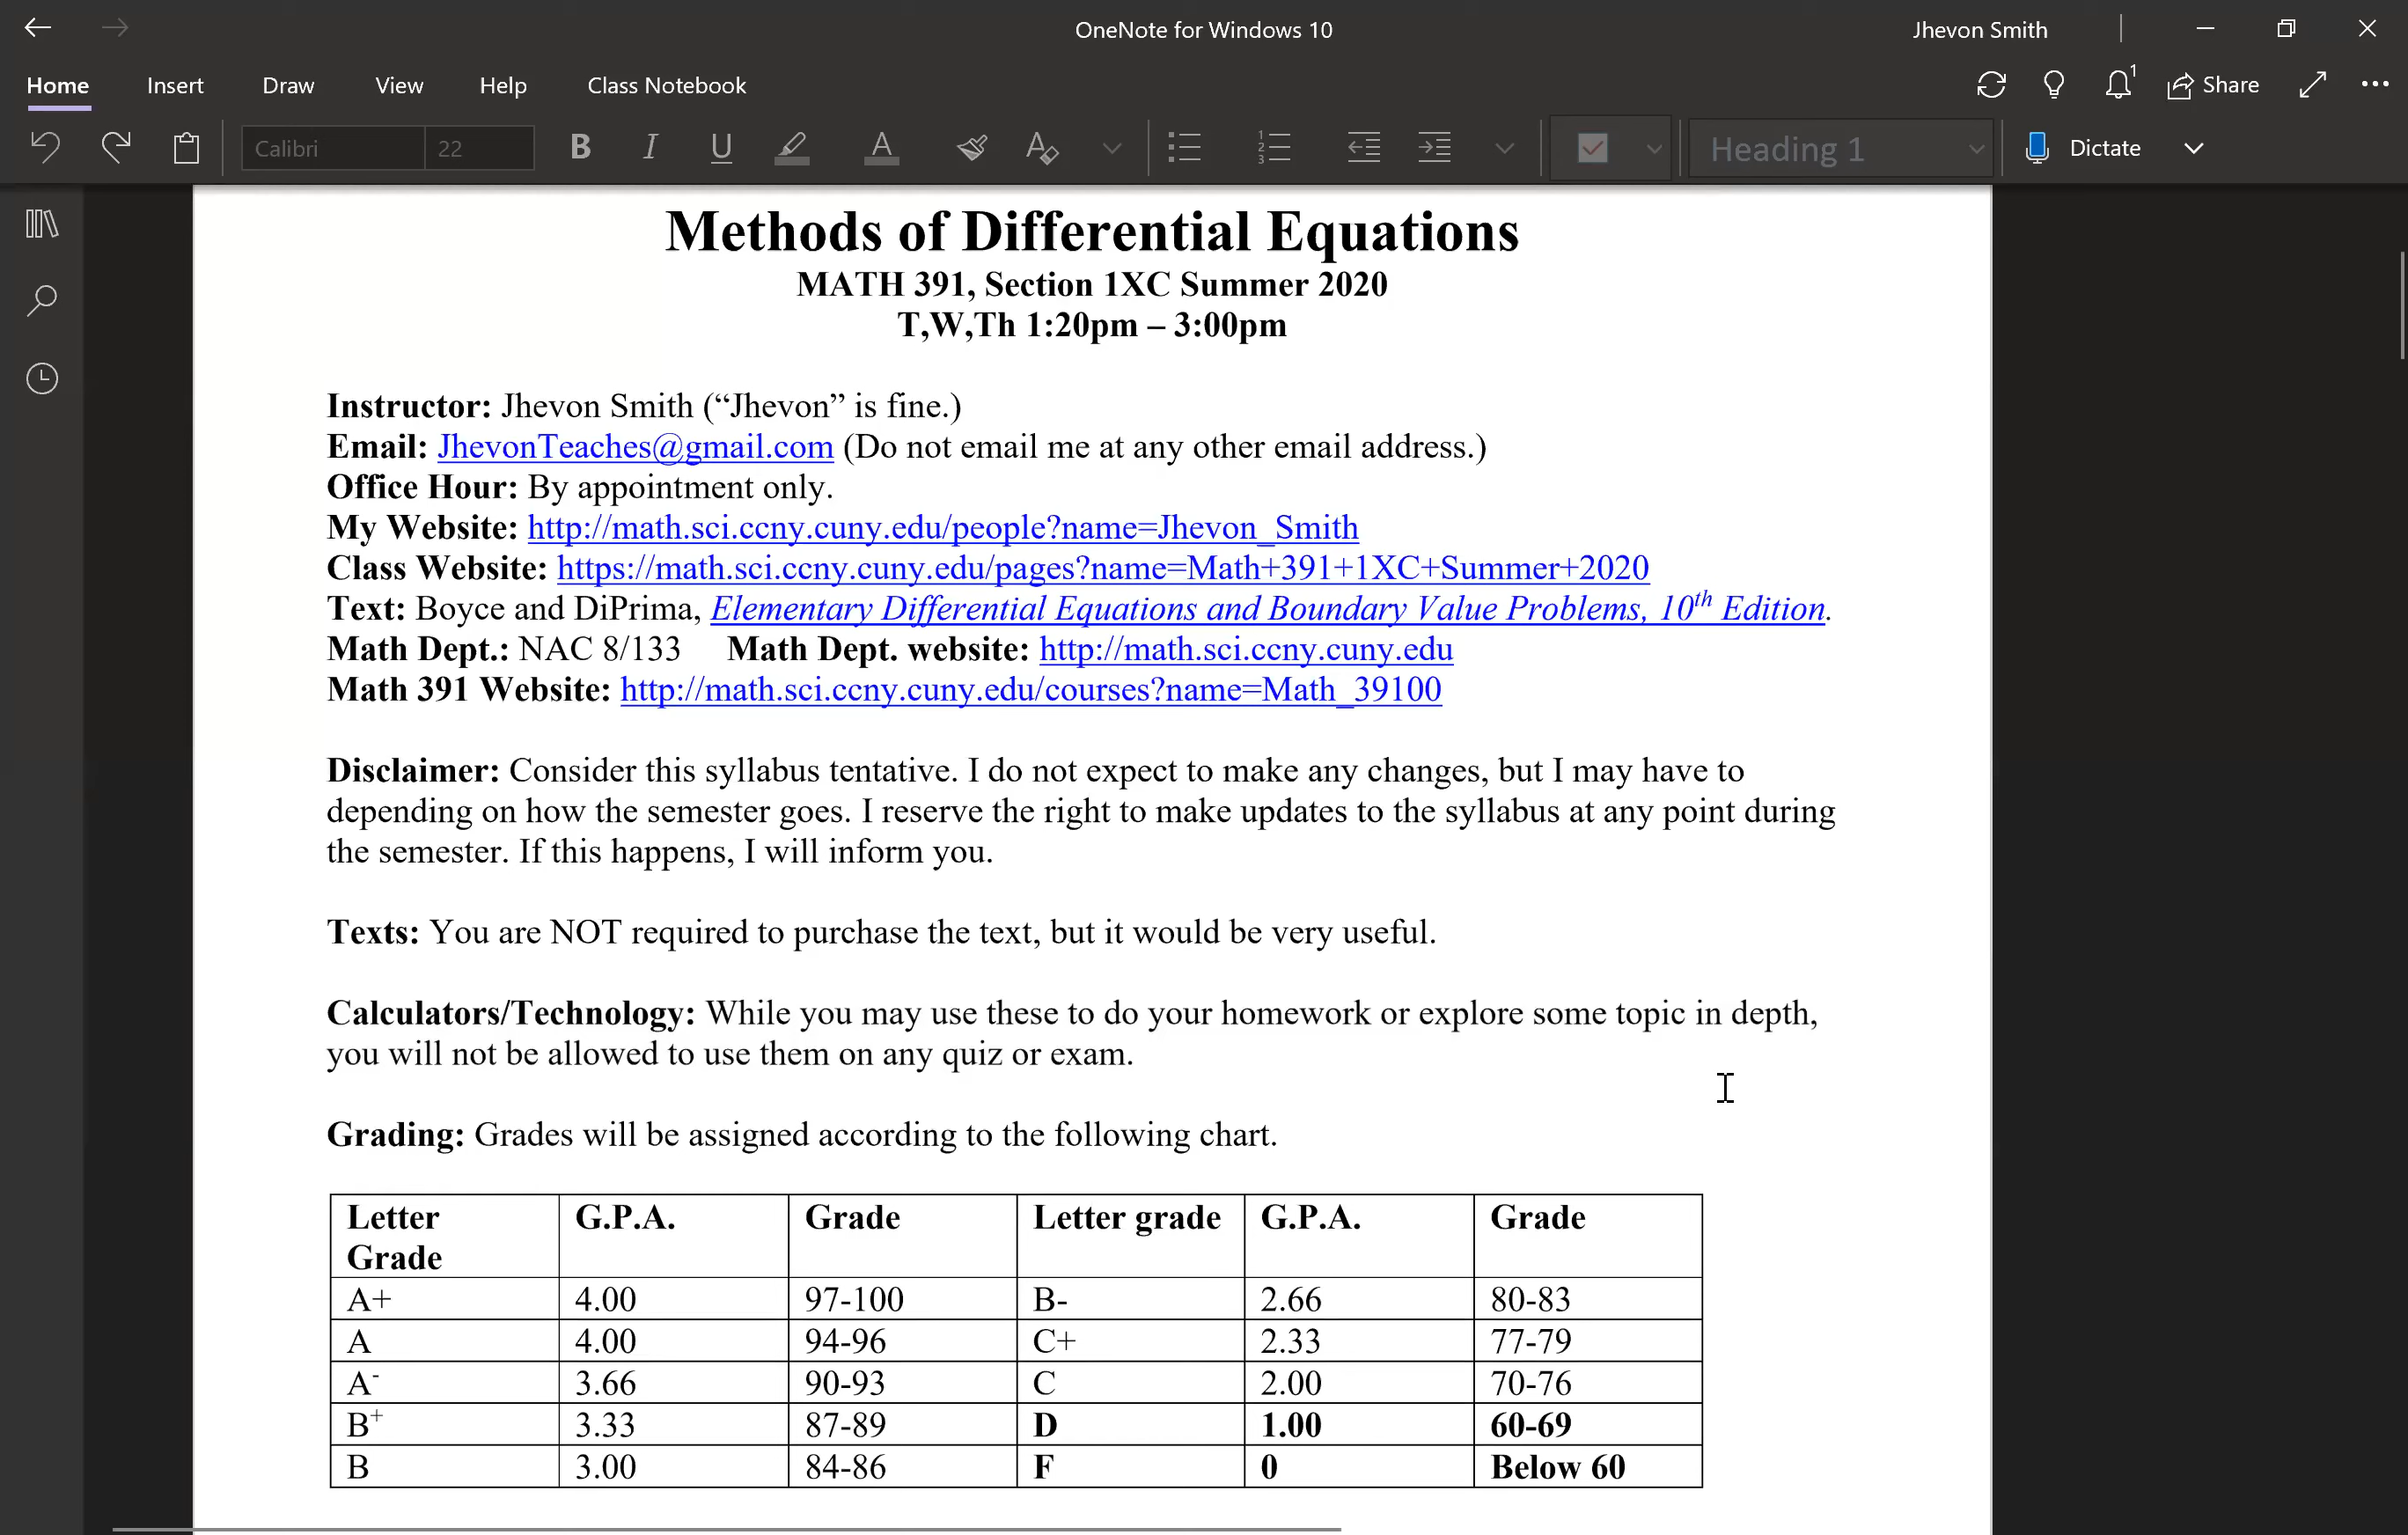 OneNote for Windows 10
Jhevon Smith
Home Insert Draw View Help Class Notebook
1 Share
Calibri 22 B I U A A Heading 1 Dictate
Methods of Differential Equations
MATH 391, Section 1XC Summer 2020
T,W,Th 1:20pm – 3:00pm
Instructor: Jhevon Smith (“Jhevon” is fine.)
Email: JhevonTeaches@gmail.com (Do not email me at any other email address.)
Office Hour: By appointment only.
My Website: http://math.sci.ccny.cuny.edu/people?name=Jhevon_Smith
Class Website: https://math.sci.ccny.cuny.edu/pages?name=Math+391+1XC+Summer+2020
Text: Boyce and DiPrima, Elementary Differential Equations and Boundary Value Problems, 10th Edition.
Math Dept.: NAC 8/133 Math Dept. website: http://math.sci.ccny.cuny.edu
Math 391 Website: http://math.sci.ccny.cuny.edu/courses?name=Math_39100
Disclaimer: Consider this syllabus tentative. I do not expect to make any changes, but I may have to
depending on how the semester goes. I reserve the right to make updates to the syllabus at any point during
the semester. If this happens, I will inform you.
Texts: You are NOT required to purchase the text, but it would be very useful.
Calculators/Technology: While you may use these to do your homework or explore some topic in depth,
you will not be allowed to use them on any quiz or exam.
Grading: Grades will be assigned according to the following chart.
Letter Grade G.P.A. Grade Letter grade G.P.A. Grade
A+ 4.00 97-100 B- 2.66 80-83
A 4.00 94-96 C+ 2.33 77-79
A- 3.66 90-93 C 2.00 70-76
B+ 3.33 87-89 D 1.00 60-69
B 3.00 84-86 F 0 Below 60